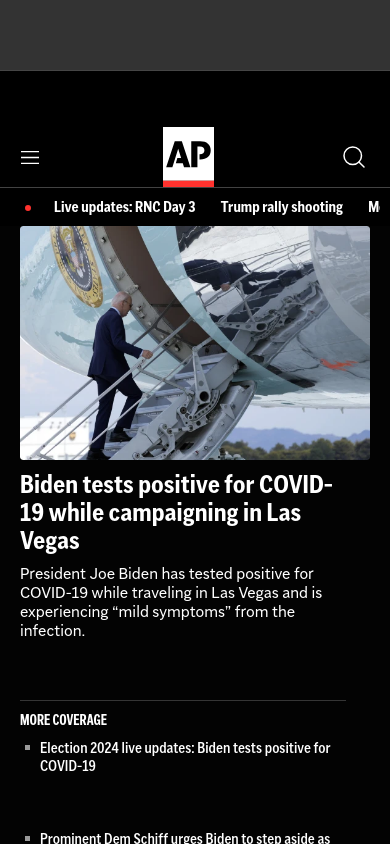 AP
Live updates: RNC Day 3 Trump rally shooting
Biden tests positive for COVID-
19 while campaigning in Las
Vegas
President Joe Biden has tested positive for
COVID-19 while traveling in Las Vegas and is
experiencing “mild symptoms” from the
infection.
MORE COVERAGE
Election 2024 live updates: Biden tests positive for
COVID-19
Prominent Dem Schiff urges Biden to step aside as